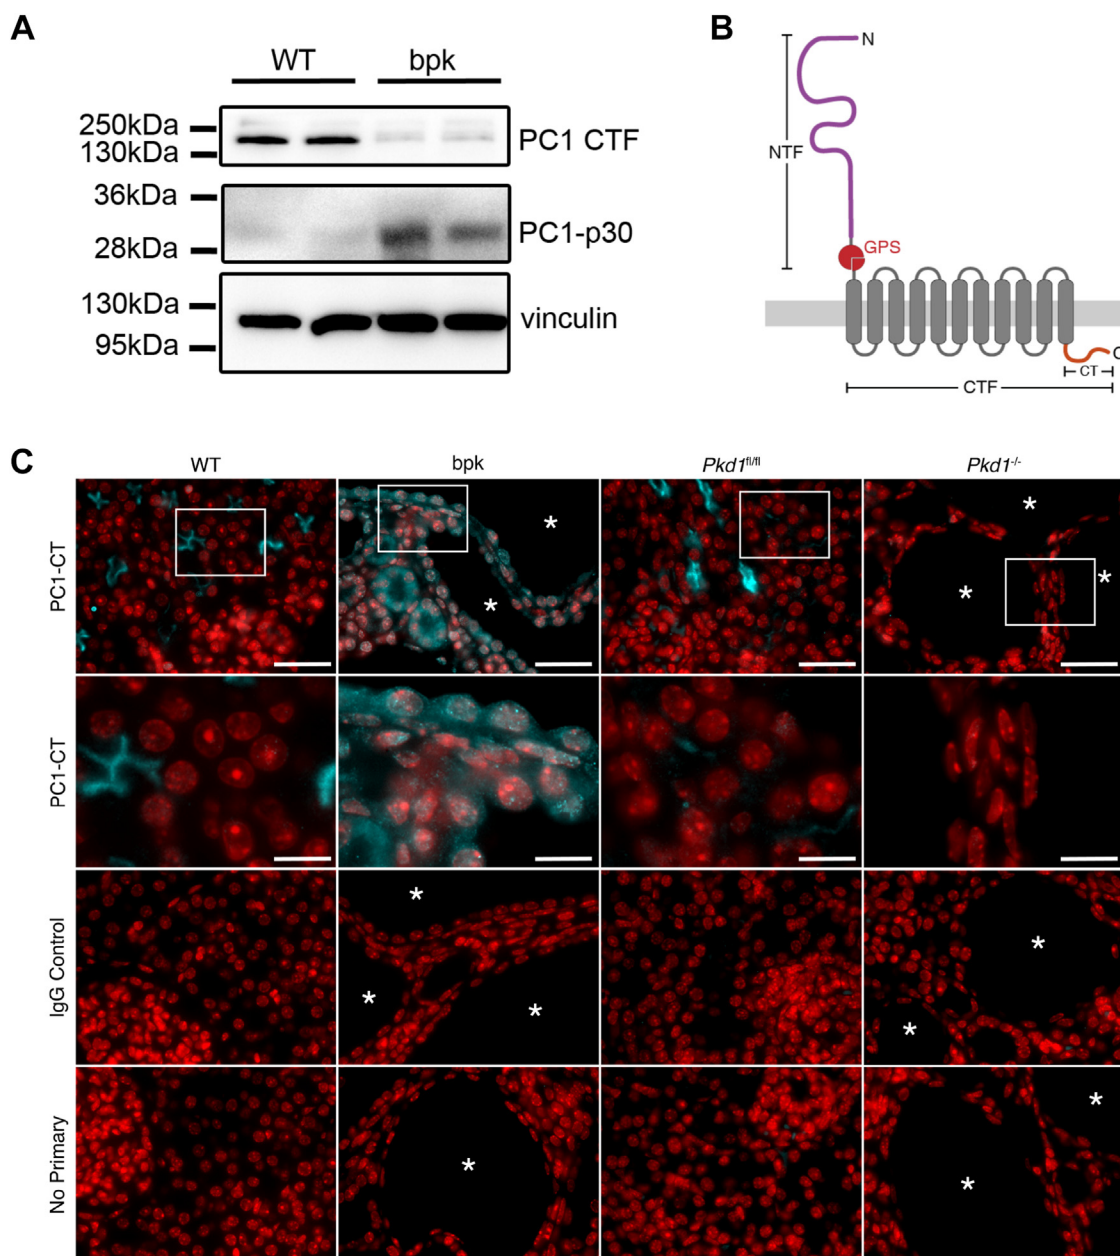 A
WT bpk
250kDa
130kDa
PC1 CTF
36kDa
28kDa
PC1-p30
130kDa
95kDa
vinculin
B
N
NTF
GPS
C
CT
CTF
C
WT bpk Pkd1fl/fl Pkd1-/-
PC1-CT
* * * * *
PC1-CT
IgG Control
* * * * *
No Primary
* * *